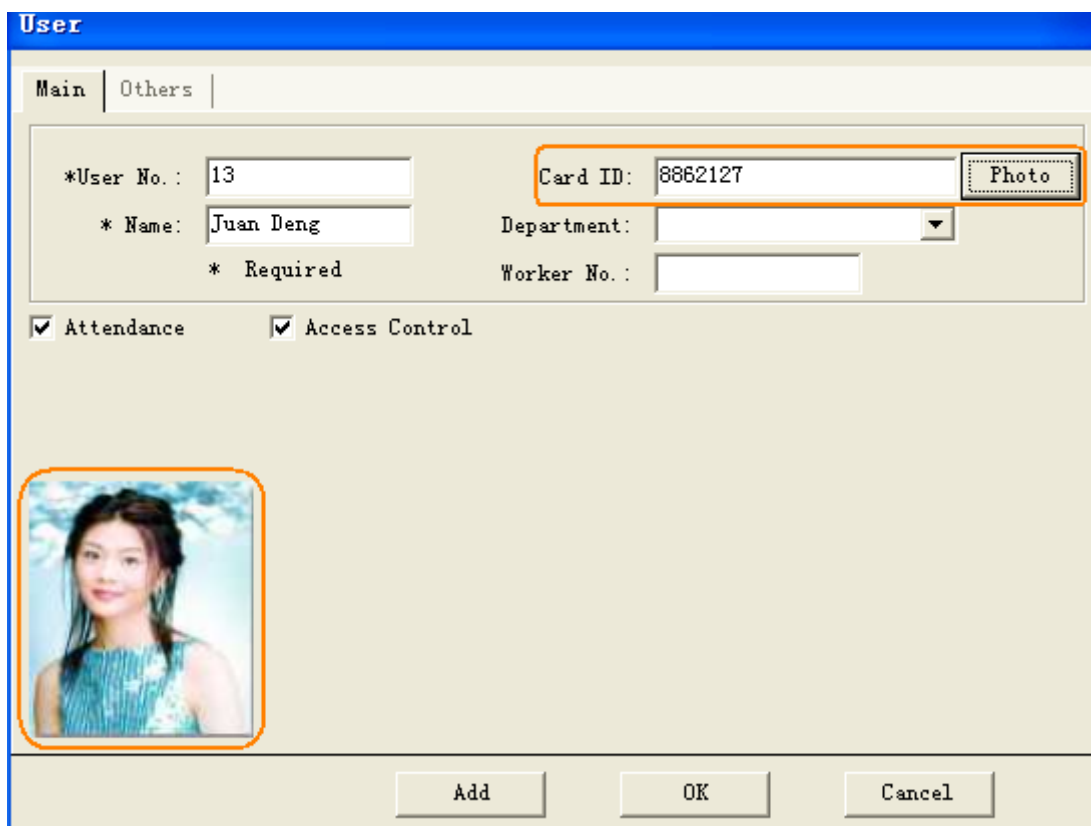 User
Main Others
*User No.: 13 Card ID: 8862127 Photo
* Name: Juan Deng Department:
* Required Worker No.:
Attendance Access Control
Add OK Cancel